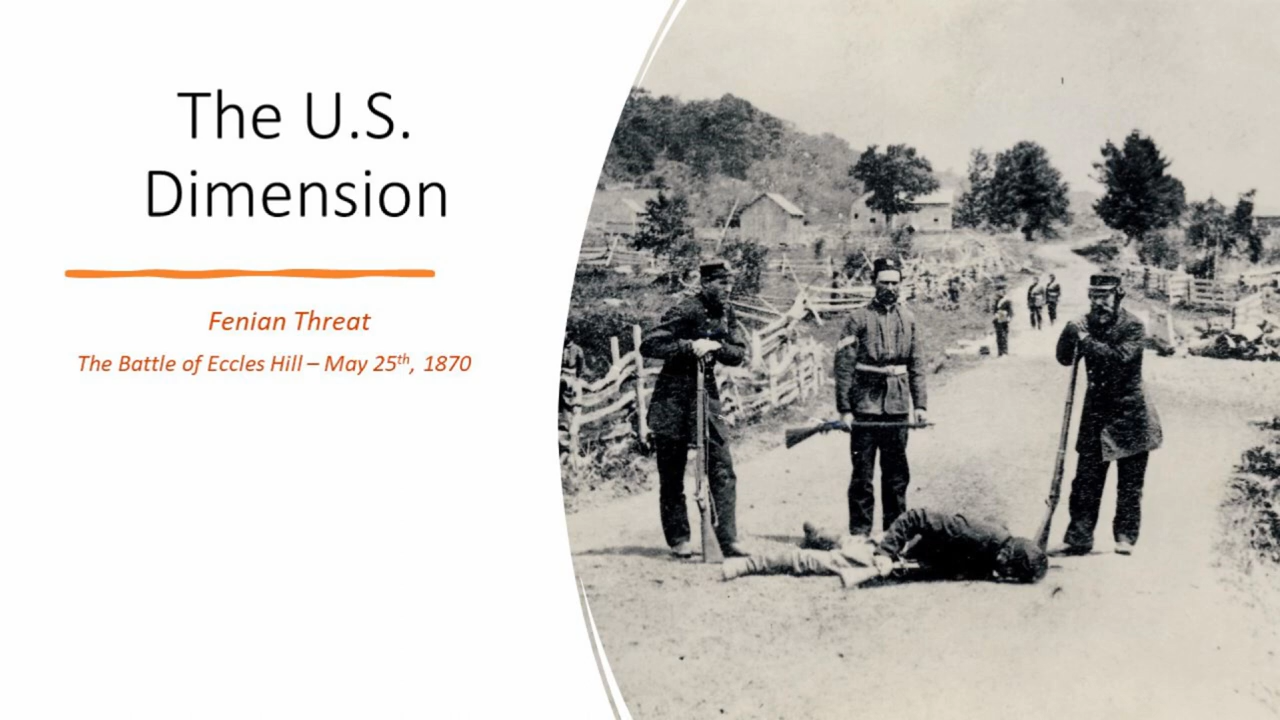 The U.S.
Dimension
Fenian Threat
The Battle of Eccles Hill – May 25th, 1870